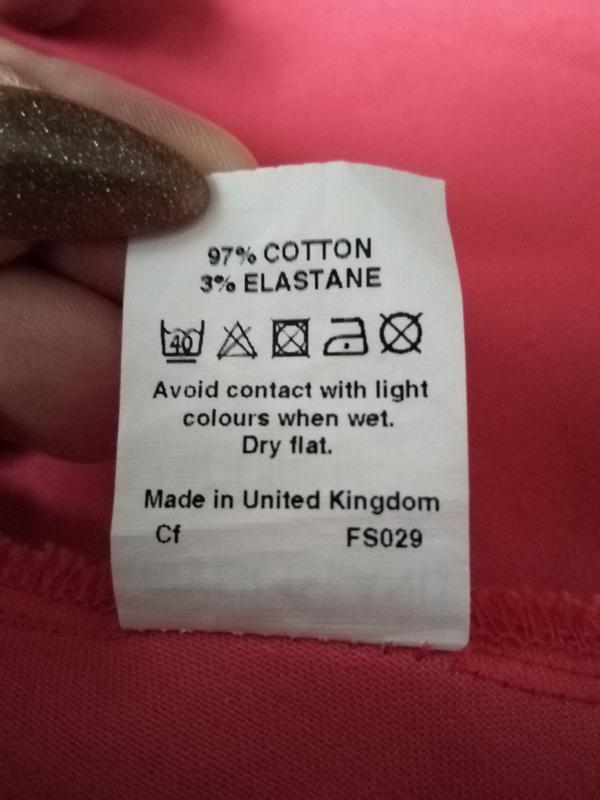 97% COTTON
3% ELASTANE
40
Avoid contact with light
colours when wet.
Dry flat.
Made in United Kingdom
Cf FS029